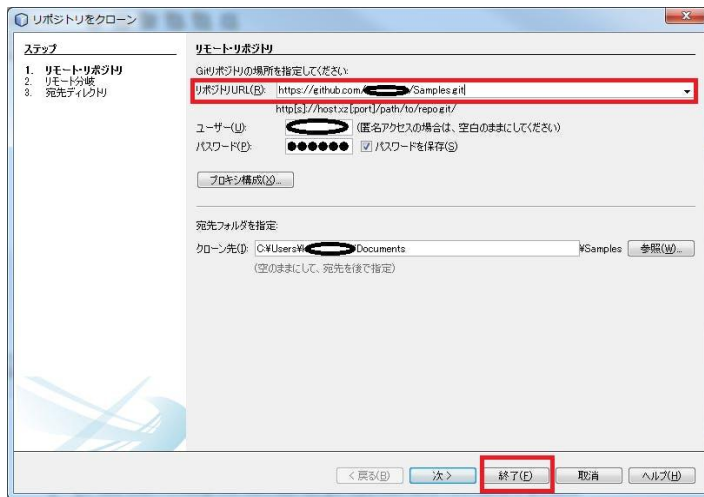 リポジトリをクローン
ステップ
1. リモート・リポジトリ
2. リモート分岐
3. 宛先ディレクトリ
リモート・リポジトリ
Gitリポジトリの場所を指定してください:
リポジトリURL(R): https://github.com/ /Samples.git
http[s]://host.xz[:port]/path/to/repo.git/
ユーザー(U): (匿名アクセスの場合は、空白のままにしてください)
パスワード(P): ●●●●●● パスワードを保存(S)
プロキシ構成(X)...
宛先フォルダを指定:
クローン先(I): C:¥Users¥ ¥Documents ¥Samples 参照(W)...
(空のままにして、宛先を後で指定)
< 戻る(B) 次 > 終了(F) 取消 ヘルプ(H)